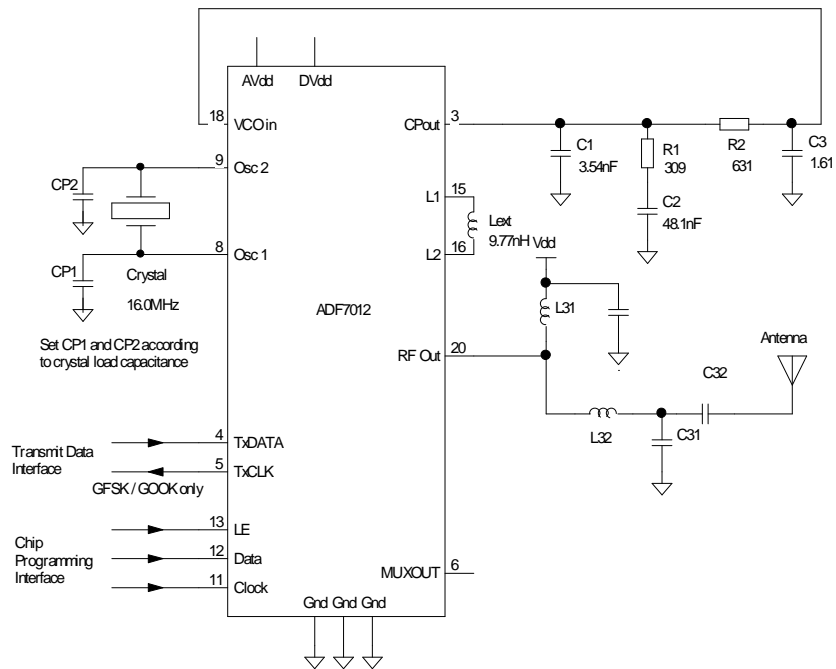 AVdd
DVdd
18
VCO in
CPout
3
9
Osc 2
CP2
8
Osc 1
CP1
Crystal
16.0MHz
Set CP1 and CP2 according
to crystal load capacitance
C1
3.54nF
R1
309
R2
631
C3
1.61
C2
48.1nF
15
L1
Lext
9.77nH
16
L2
Vdd
L31
ADF7012
RF Out
20
Antenna
C32
L32
C31
Transmit Data
Interface
4
TxDATA
5
TxCLK
GFSK / GOOK only
Chip
Programming
Interface
13
LE
12
Data
11
Clock
MUXOUT
6
Gnd Gnd Gnd